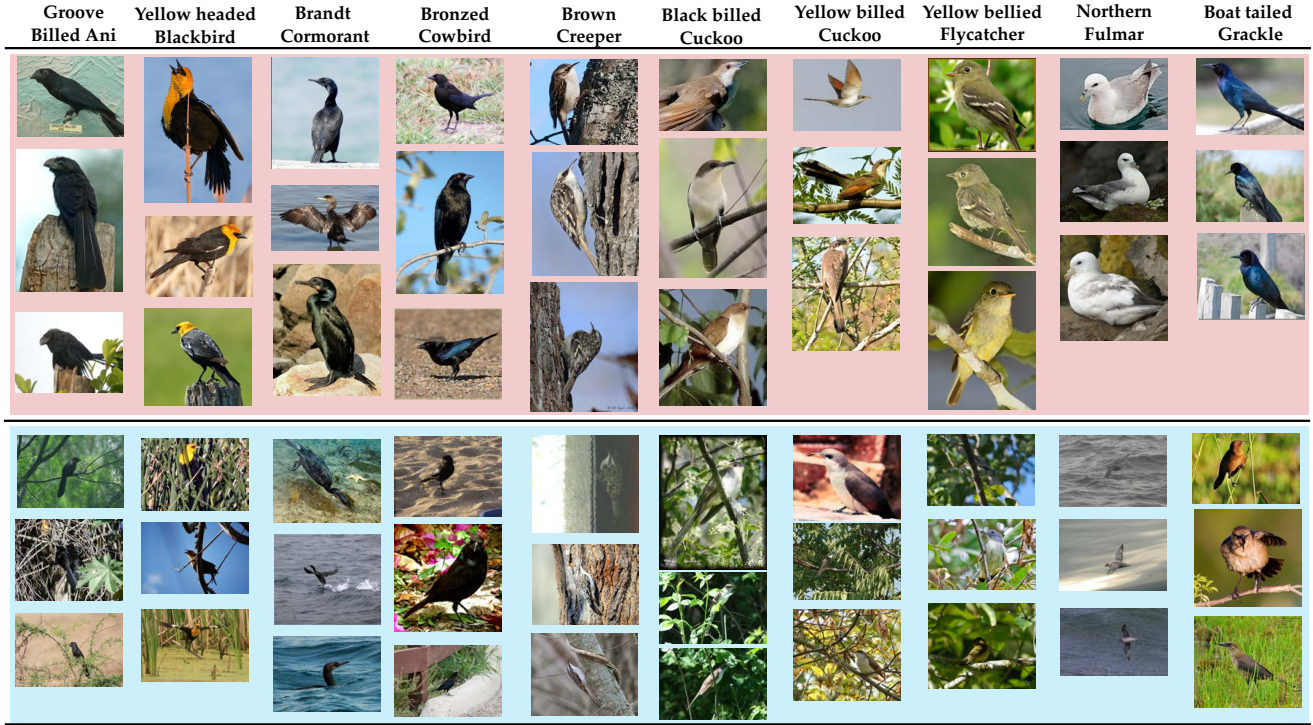 Groove
Billed Ani
Yellow headed
Blackbird
Brandt
Cormorant
Bronzed
Cowbird
Brown
Creeper
Black billed
Cuckoo
Yellow billed
Cuckoo
Yellow bellied
Flycatcher
Northern
Fulmar
Boat tailed
Grackle